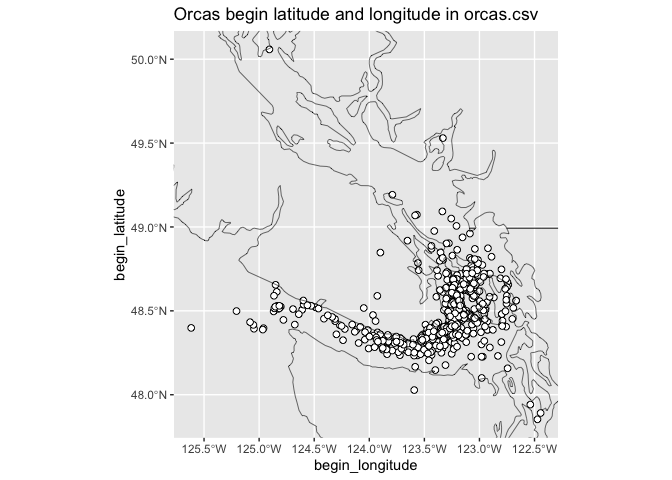 Orcas begin latitude and longitude in orcas.csv
50.0°N
49.5°N
49.0°N
48.5°N
48.0°N
begin_latitude
125.5°W 125.0°W 124.5°W 124.0°W 123.5°W 123.0°W 122.5°W
begin_longitude